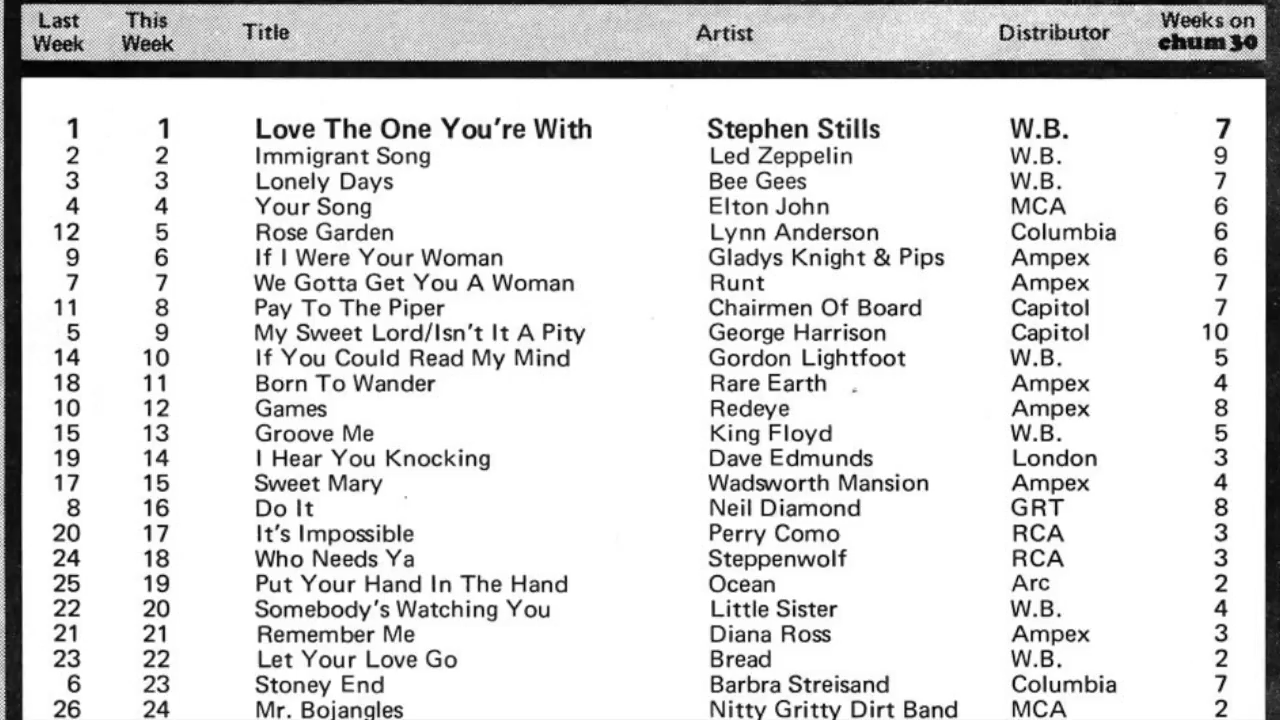 Last Week This Week Title Artist Distributor Weeks on chum 30
1 1 Love The One You're With Stephen Stills W.B. 7
2 2 Immigrant Song Led Zeppelin W.B. 9
3 3 Lonely Days Bee Gees W.B. 7
4 4 Your Song Elton John MCA 6
12 5 Rose Garden Lynn Anderson Columbia 6
9 6 If I Were Your Woman Gladys Knight & Pips Ampex 6
7 7 We Gotta Get You A Woman Runt Ampex 7
11 8 Pay To The Piper Chairmen Of Board Capitol 7
5 9 My Sweet Lord/Isn't It A Pity George Harrison Capitol 10
14 10 If You Could Read My Mind Gordon Lightfoot W.B. 5
18 11 Born To Wander Rare Earth Ampex 4
10 12 Games Redeye Ampex 8
15 13 Groove Me King Floyd W.B. 5
19 14 I Hear You Knocking Dave Edmunds London 3
17 15 Sweet Mary Wadsworth Mansion Ampex 4
8 16 Do It Neil Diamond GRT 8
20 17 It's Impossible Perry Como RCA 3
24 18 Who Needs Ya Steppenwolf RCA 3
25 19 Put Your Hand In The Hand Ocean Arc 2
22 20 Somebody's Watching You Little Sister W.B. 4
21 21 Remember Me Diana Ross Ampex 3
23 22 Let Your Love Go Bread W.B. 2
6 23 Stoney End Barbra Streisand Columbia 7
26 24 Mr. Bojangles Nitty Gritty Dirt Band MCA 2